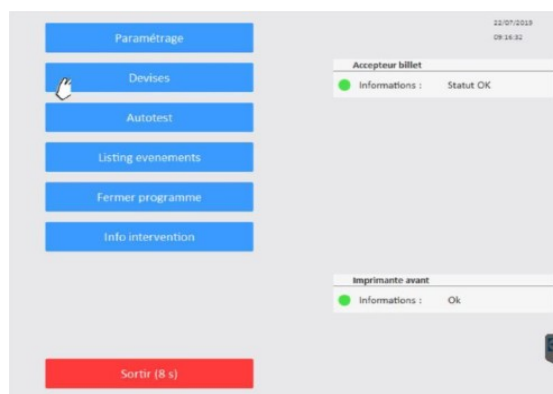 22/07/2019
09:16:32
Paramétrage
Devises
Autotest
Listing evenements
Fermer programme
Info intervention
Sortir (8 s)
Accepteur billet
Informations : Statut OK
Imprimante avant
Informations : Ok